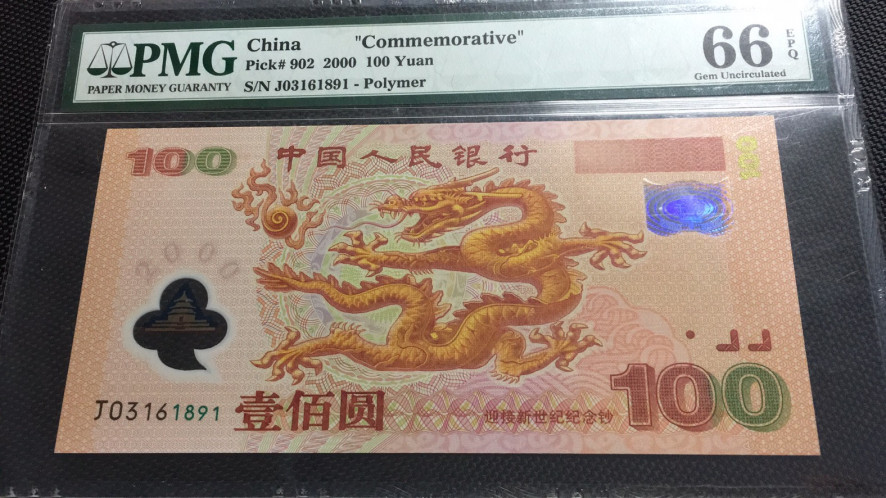 PMG
PAPER MONEY GUARANTY
China "Commemorative"
Pick# 902 2000 100 Yuan
S/N J03161891 - Polymer
66 EPQ
Gem Uncirculated
100
中国人民银行
2000
J03161891
壹佰圆
迎接新世纪纪念钞
100